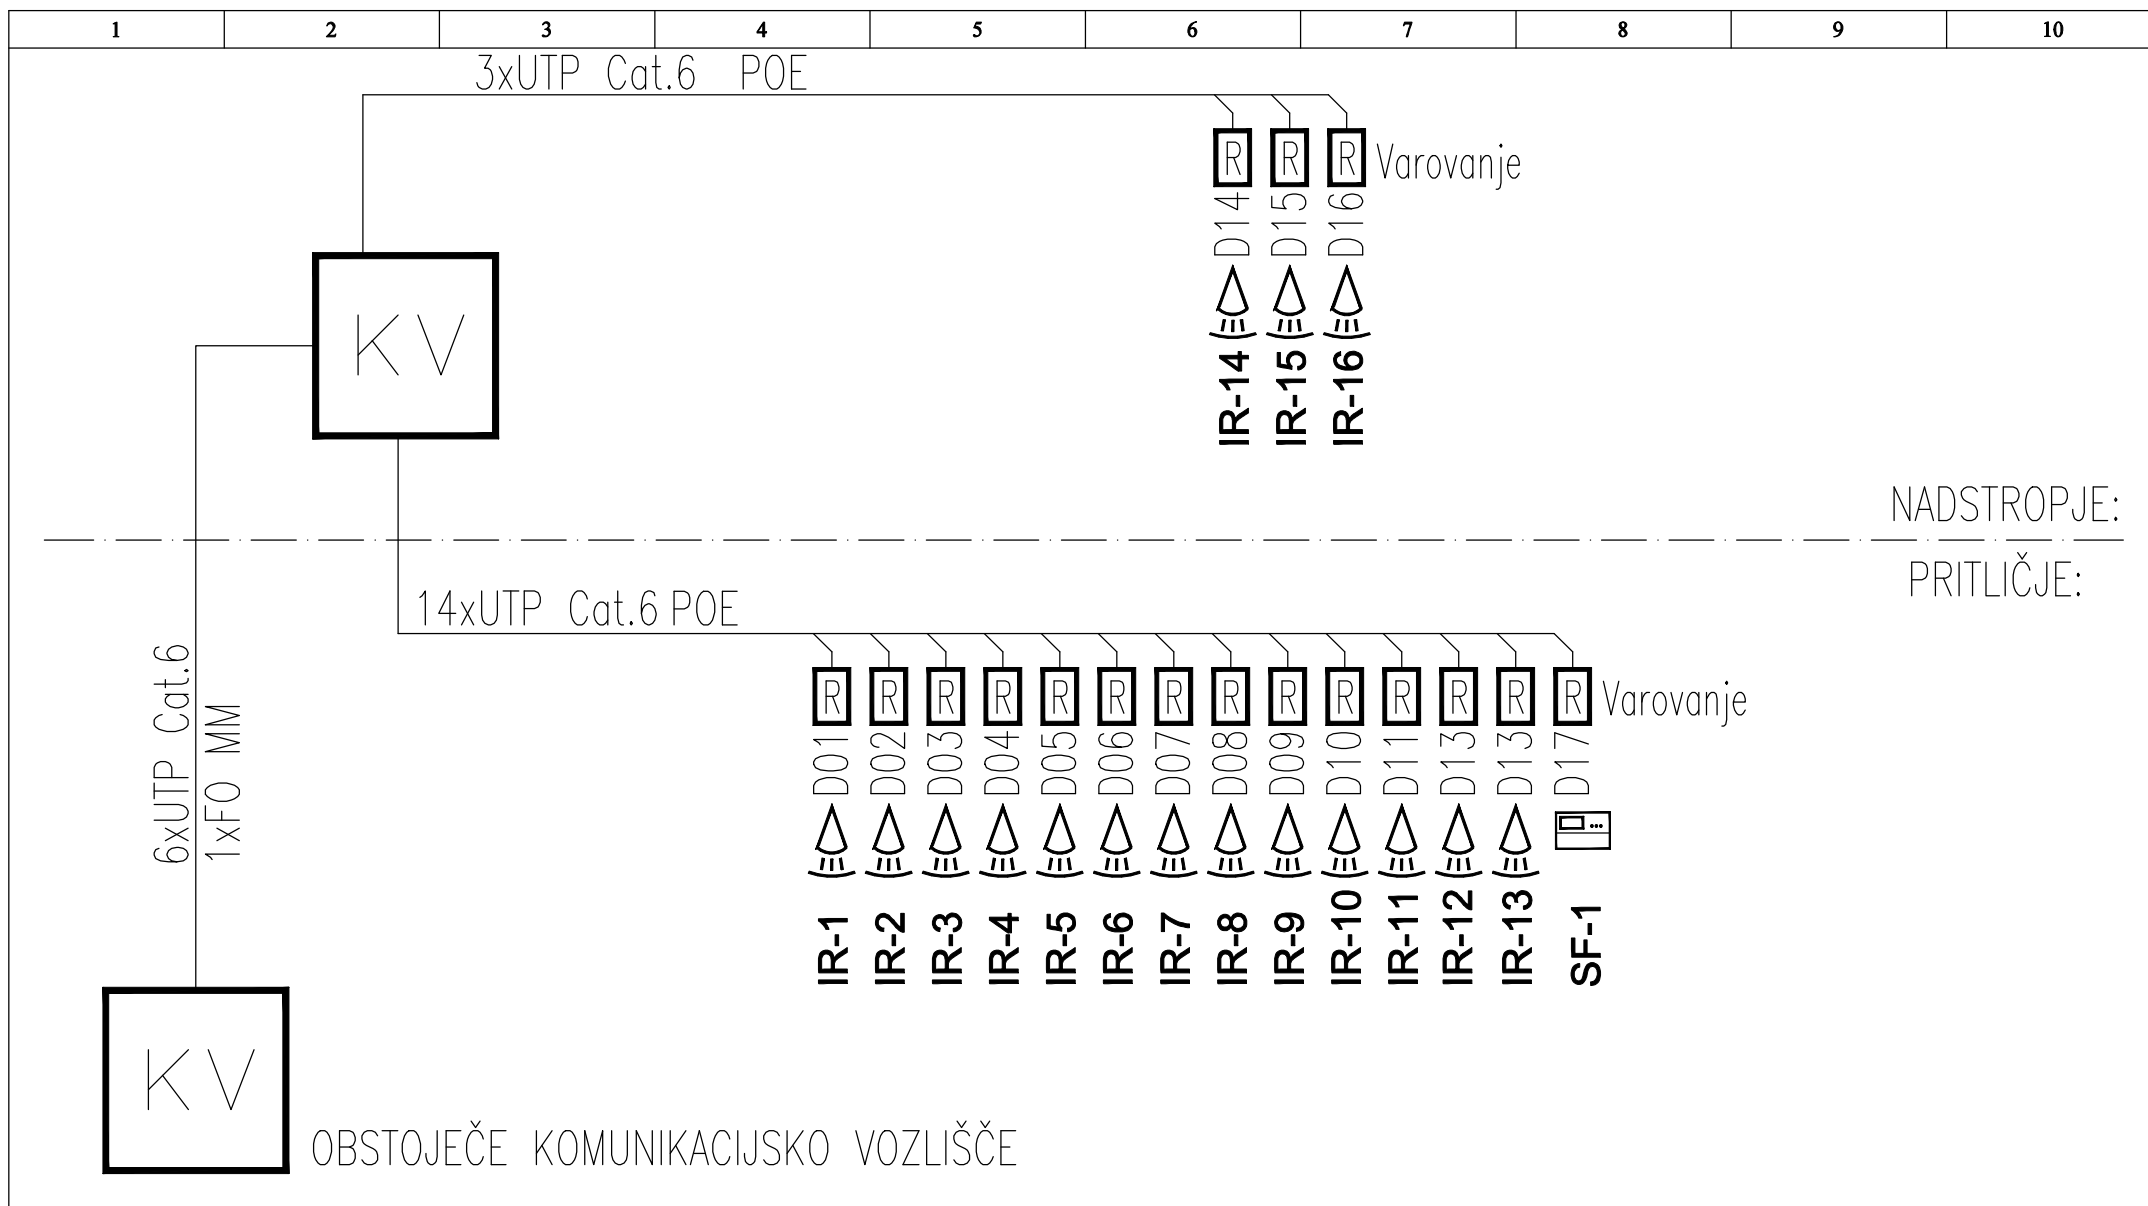 1 2 3 4 5 6 7 8 9 10
3xUTP Cat.6 POE
R R R Varovanje
D14 D15 D16
KV
IR-14 IR-15 IR-16
NADSTROPJE:
PRITLIČJE:
14xUTP Cat.6 POE
6xUTP Cat.6
1xFO MM
R R R R R R R R R R R R R R Varovanje
D01 D02 D03 D04 D05 D06 D07 D08 D09 D10 D11 D13 D13 D17
IR-1 IR-2 IR-3 IR-4 IR-5 IR-6 IR-7 IR-8 IR-9 IR-10 IR-11 IR-12 IR-13 SF-1
KV
OBSTOJEČE KOMUNIKACIJSKO VOZLIŠČE